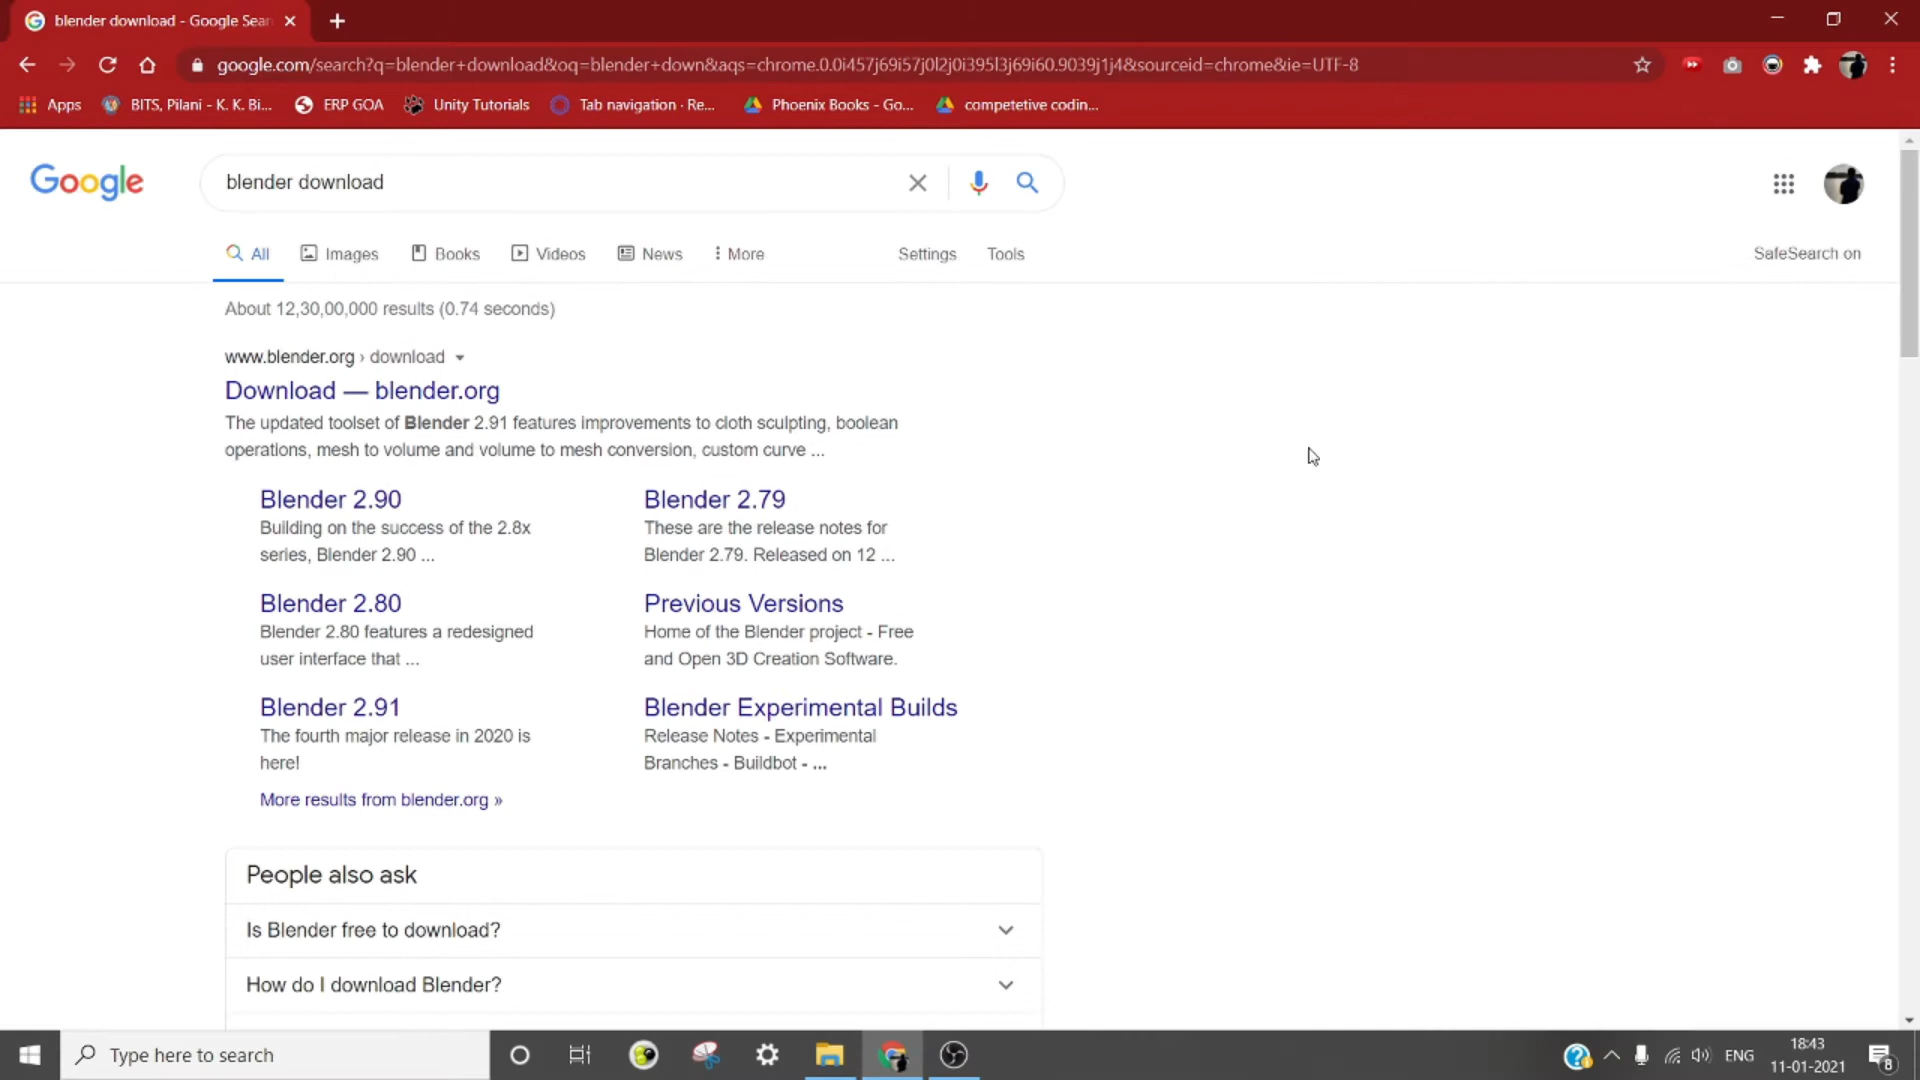 blender download - Google Sear
google.com/search?q=blender+download&oq=blender+down&aqs=chrome.0.0i457j69i57j0l2j0i395l3j69i60.9039j1j4&sourceid=chrome&ie=UTF-8
Apps BITS, Pilani - K. K. Bi... ERP GOA Unity Tutorials Tab navigation · Re... Phoenix Books - Go... competetive codin...
Google blender download
All Images Books Videos News More Settings Tools SafeSearch on
About 12,30,00,000 results (0.74 seconds)
www.blender.org › download
Download — blender.org
The updated toolset of Blender 2.91 features improvements to cloth sculpting, boolean
operations, mesh to volume and volume to mesh conversion, custom curve ...
Blender 2.90
Building on the success of the 2.8x
series, Blender 2.90 ...
Blender 2.79
These are the release notes for
Blender 2.79. Released on 12 ...
Blender 2.80
Blender 2.80 features a redesigned
user interface that ...
Previous Versions
Home of the Blender project - Free
and Open 3D Creation Software.
Blender 2.91
The fourth major release in 2020 is
here!
Blender Experimental Builds
Release Notes - Experimental
Branches - Buildbot - ...
More results from blender.org »
People also ask
Is Blender free to download?
How do I download Blender?
Type here to search
ENG
18:43
11-01-2021
8